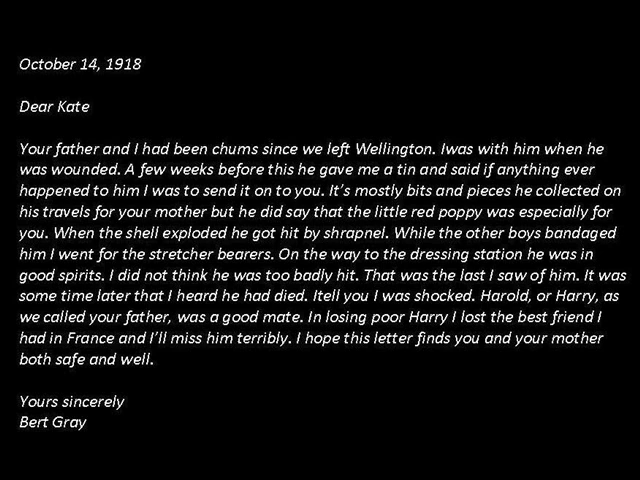 October 14, 1918
Dear Kate
Your father and I had been chums since we left Wellington. Iwas with him when he
was wounded. A few weeks before this he gave me a tin and said if anything ever
happened to him I was to send it on to you. It's mostly bits and pieces he collected on
his travels for your mother but he did say that the little red poppy was especially for
you. When the shell exploded he got hit by shrapnel. While the other boys bandaged
him I went for the stretcher bearers. On the way to the dressing station he was in
good spirits. I did not think he was too badly hit. That was the last I saw of him. It was
some time later that I heard he had died. Itell you I was shocked. Harold, or Harry, as
we called your father, was a good mate. In losing poor Harry I lost the best friend I
had in France and I'll miss him terribly. I hope this letter finds you and your mother
both safe and well.
Yours sincerely
Bert Gray